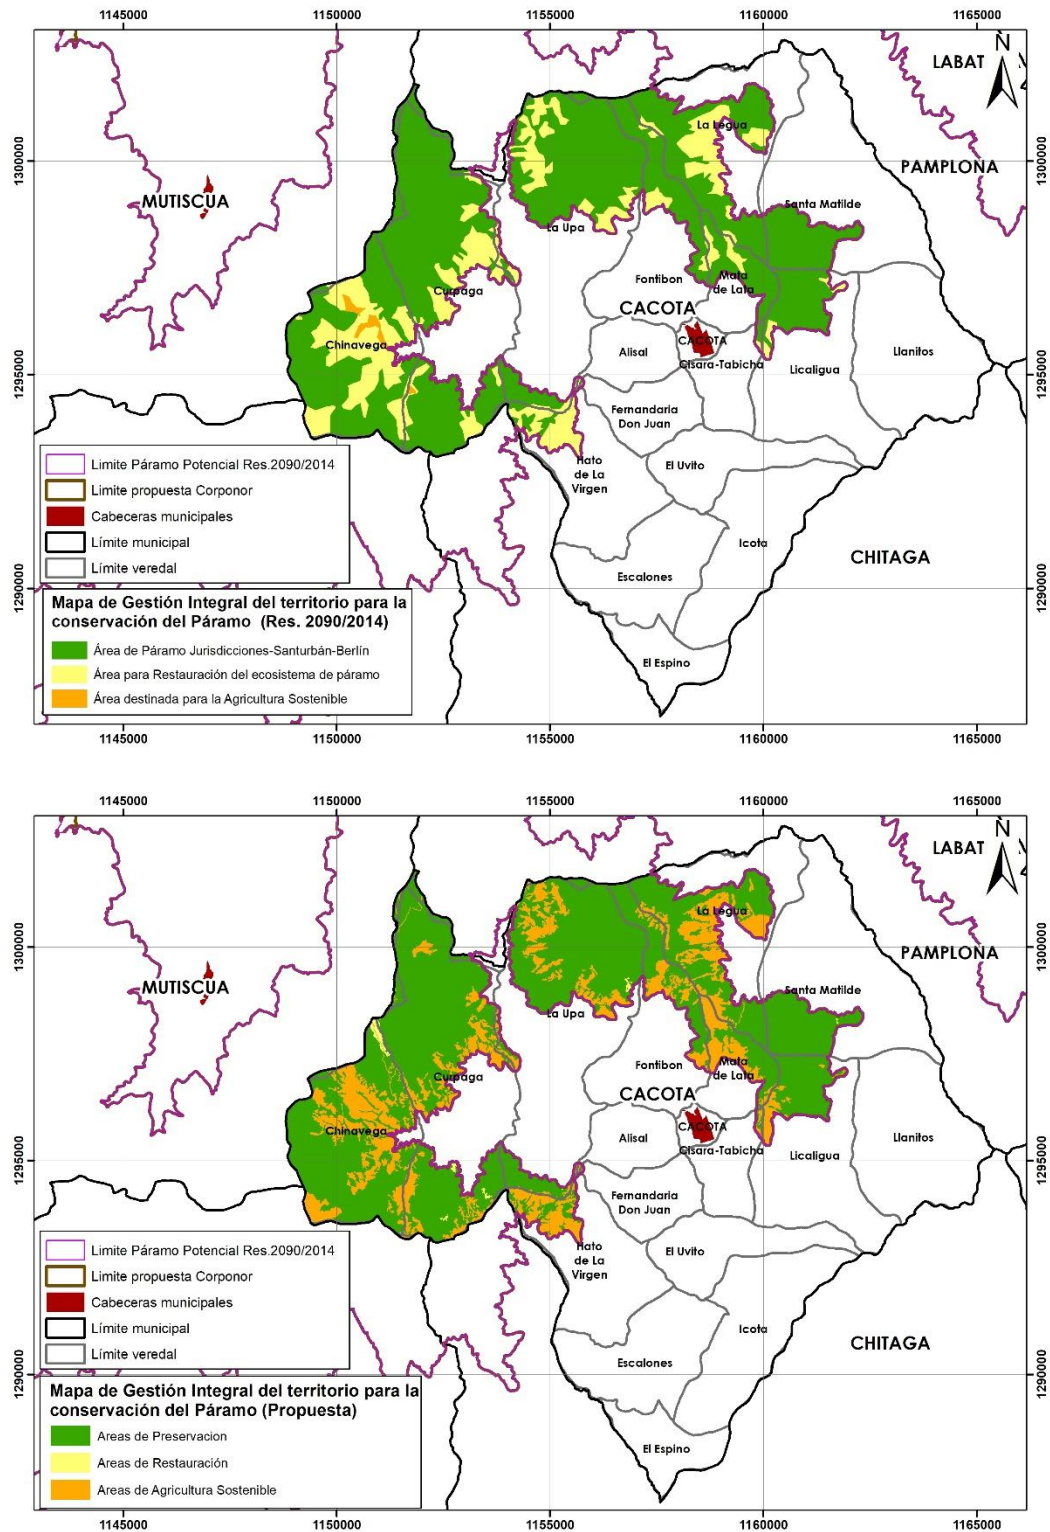 1145000 1150000 1155000 1160000 1165000
N
LABAT
1300000 1300000
La Legua
PAMPLONA
MUTISCUA
Santa Matilde
La Upa
Fontibon
Mata
de Lata
Curpaga
CACOTA
Chinavega
Alisal
CACOTA
Cisara-Tabicha
Llanitos
Licaligua
1295000 1295000
Fernandaria
Don Juan
Hato
de La
Virgen
El Uvito
Icota
CHITAGA
Escalones
1290000 1290000
El Espino
Limite Páramo Potencial Res.2090/2014
Limite propuesta Corponor
Cabeceras municipales
Límite municipal
Límite veredal
Mapa de Gestión Integral del territorio para la
conservación del Páramo (Res. 2090/2014)
Área de Páramo Jurisdicciones-Santurbán-Berlín
Área para Restauración del ecosistema de páramo
Área destinada para la Agricultura Sostenible
1145000 1150000 1155000 1160000 1165000
1145000 1150000 1155000 1160000 1165000
N
LABAT
1300000 1300000
La Legua
PAMPLONA
MUTISCUA
Santa Matilde
La Upa
Fontibon
Mata
de Lata
Curpaga
CACOTA
Chinavega
Alisal
CACOTA
Cisara-Tabicha
Llanitos
Licaligua
1295000 1295000
Fernandaria
Don Juan
Hato
de La
Virgen
El Uvito
Icota
CHITAGA
Escalones
1290000 1290000
El Espino
Limite Páramo Potencial Res.2090/2014
Limite propuesta Corponor
Cabeceras municipales
Límite municipal
Límite veredal
Mapa de Gestión Integral del territorio para la
conservación del Páramo (Propuesta)
Areas de Preservacion
Areas de Restauración
Areas de Agricultura Sostenible
1145000 1150000 1155000 1160000 1165000